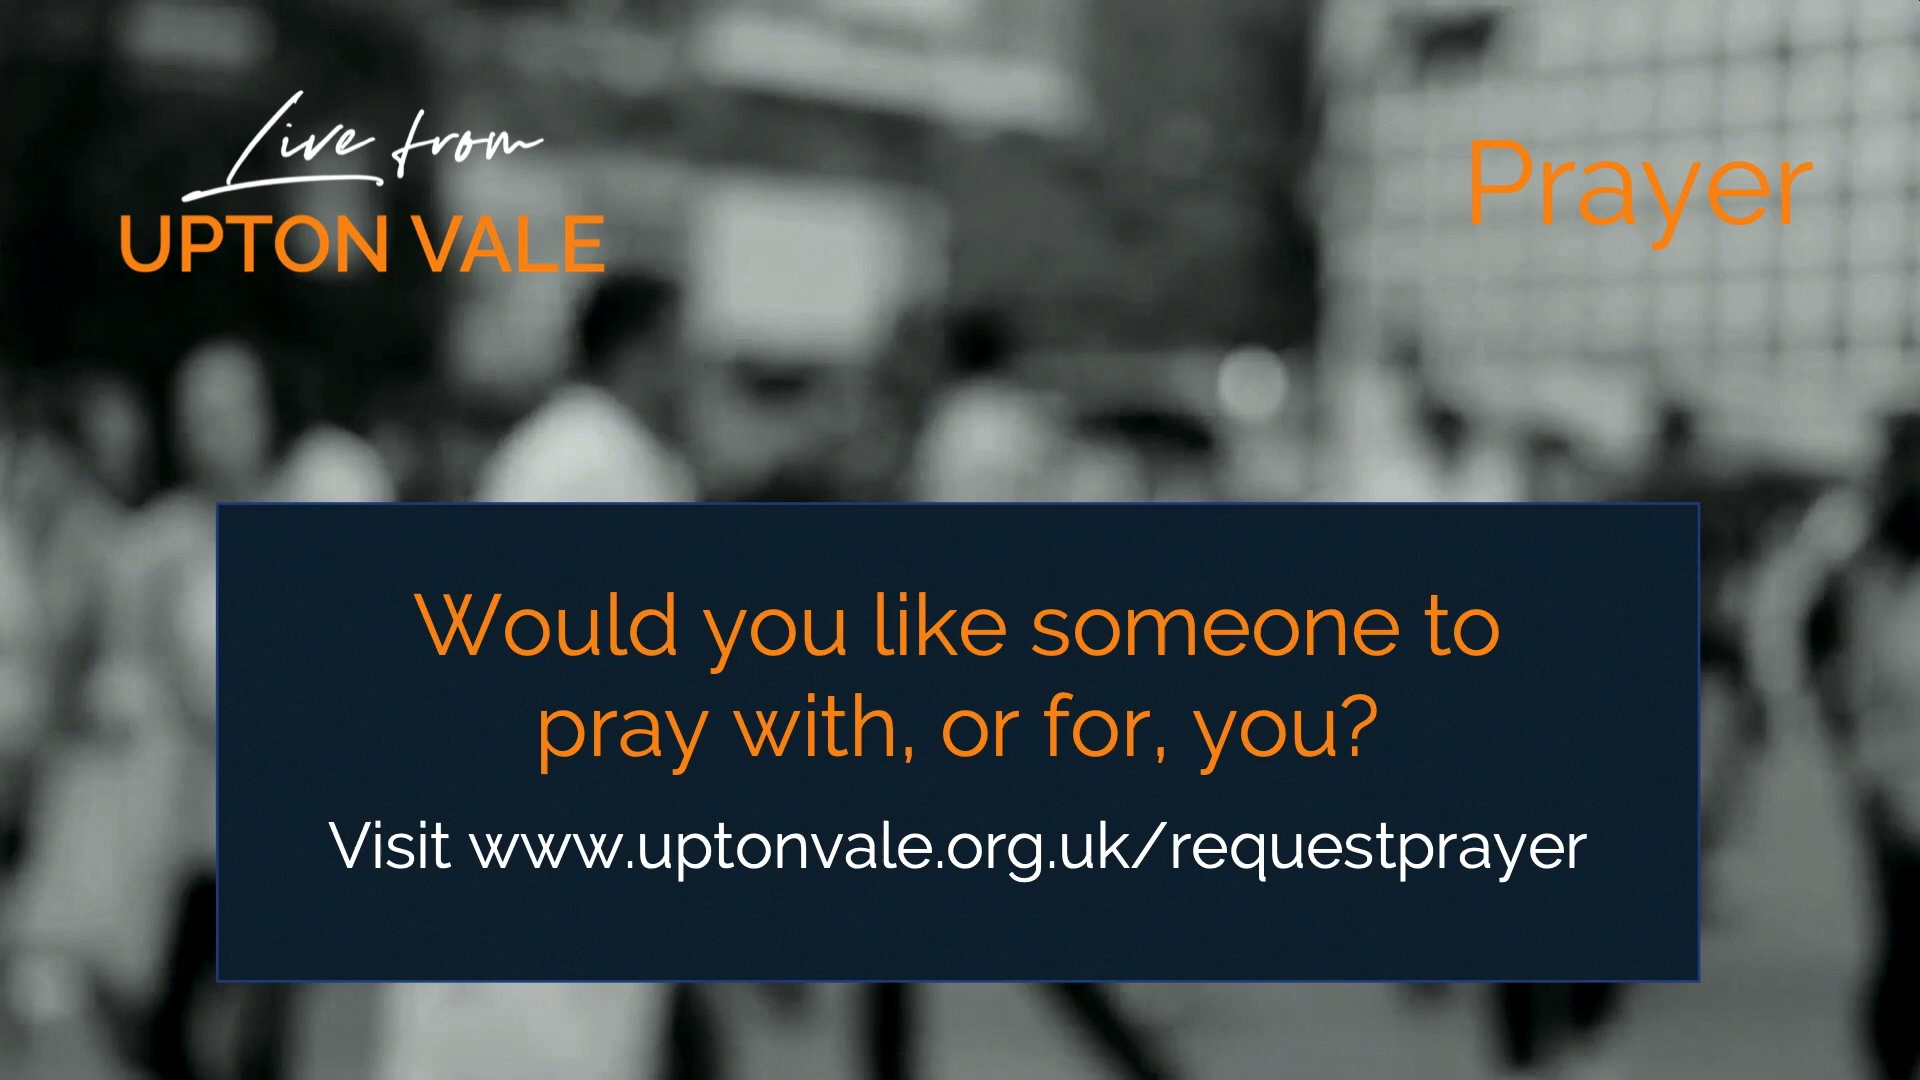 Live from
UPTON VALE
Prayer
Would you like someone to
pray with, or for, you?
Visit www.uptonvale.org.uk/requestprayer